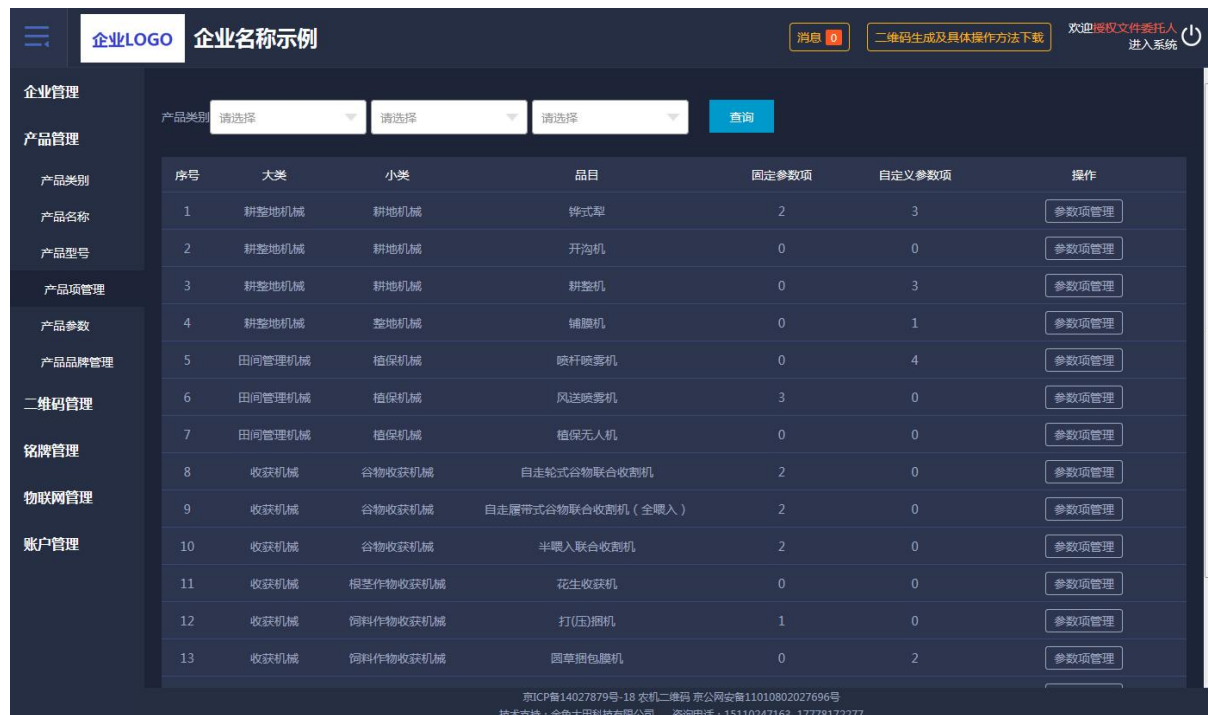 企业LOGO 企业名称示例 消息 0 二维码生成及具体操作方法下载 欢迎授权文件委托人
进入系统
企业管理
产品管理
产品类别
产品名称
产品型号
产品项管理
产品参数
产品品牌管理
二维码管理
铭牌管理
物联网管理
账户管理
产品类别 请选择 请选择 请选择 查询
序号 大类 小类 品目 固定参数项 自定义参数项 操作
1 耕整地机械 耕地机械 铧式犁 2 3 参数项管理
2 耕整地机械 耕地机械 开沟机 0 0 参数项管理
3 耕整地机械 耕地机械 耕整机 0 3 参数项管理
4 耕整地机械 整地机械 铺膜机 0 1 参数项管理
5 田间管理机械 植保机械 喷杆喷雾机 0 4 参数项管理
6 田间管理机械 植保机械 风送喷雾机 3 0 参数项管理
7 田间管理机械 植保机械 植保无人机 0 0 参数项管理
8 收获机械 谷物收获机械 自走轮式谷物联合收割机 2 0 参数项管理
9 收获机械 谷物收获机械 自走履带式谷物联合收割机（全喂入） 2 0 参数项管理
10 收获机械 谷物收获机械 半喂入联合收割机 2 0 参数项管理
11 收获机械 根茎作物收获机械 花生收获机 0 0 参数项管理
12 收获机械 饲料作物收获机械 打(压)捆机 1 0 参数项管理
13 收获机械 饲料作物收获机械 圆草捆包膜机 0 2 参数项管理
京ICP备14027879号-18 农机二维码 京公网安备11010802027696号
技术支持：金色大田科技有限公司 咨询电话：15110247163 17778172277